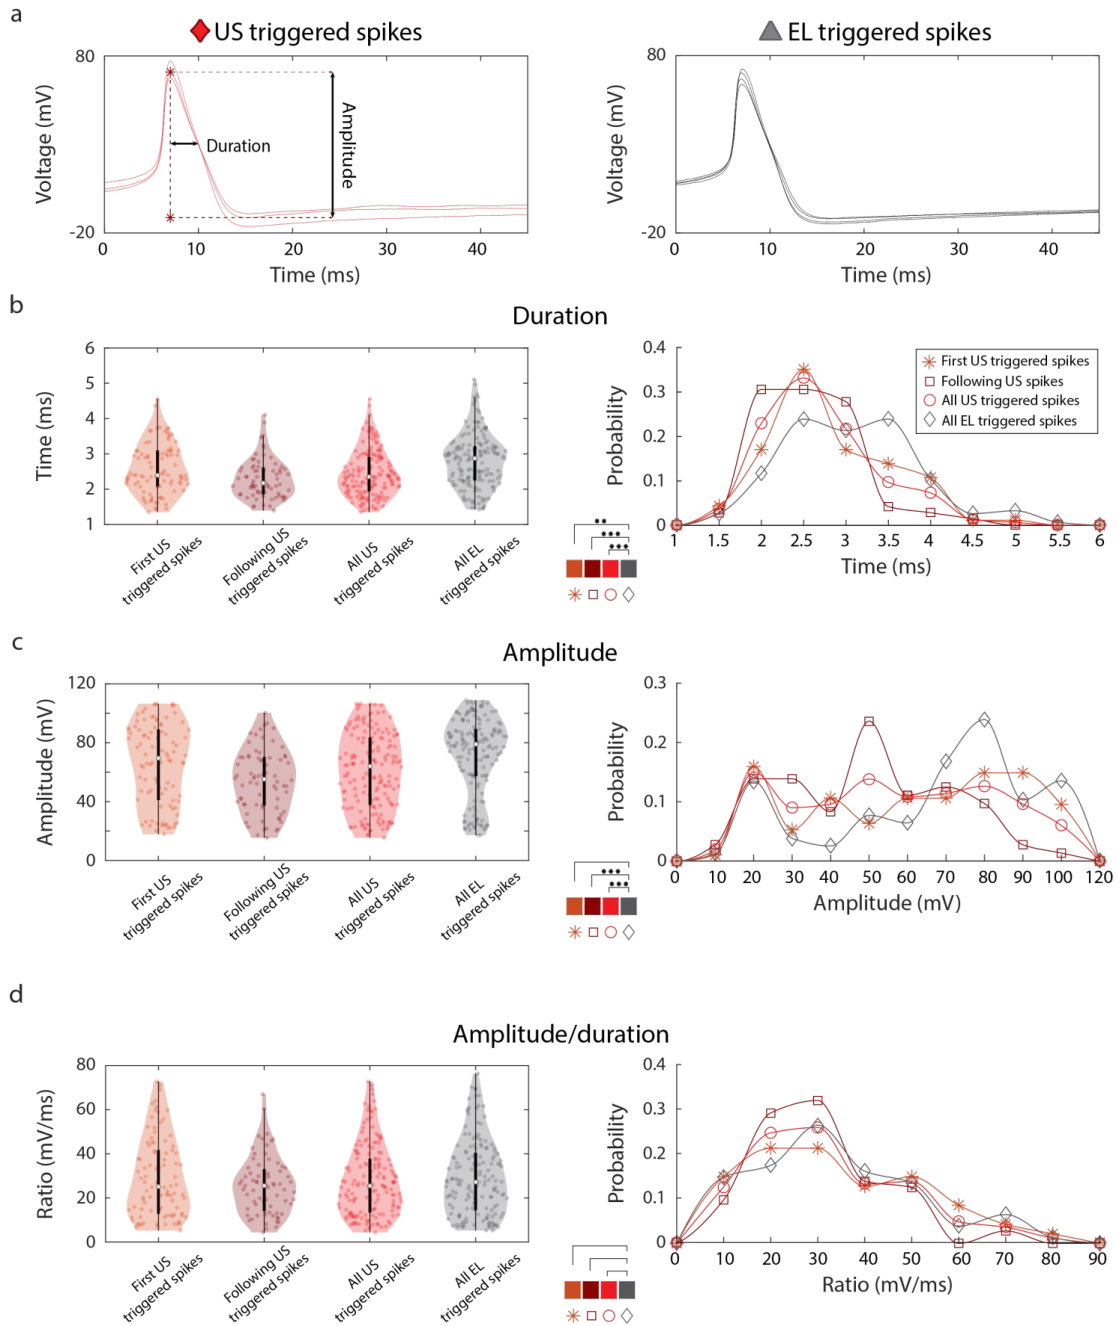 a
US triggered spikes
EL triggered spikes
80
-20
Voltage (mV)
Duration
Amplitude
0 10 20 30 40
Time (ms)
80
-20
Voltage (mV)
0 10 20 30 40
Time (ms)
b
Duration
6
5
4
3
2
1
Time (ms)
First US
triggered spikes
Following US
triggered spikes
All US
triggered spikes
All EL
triggered spikes
**
***
***
0.4
0.3
0.2
0.1
0
Probability
First US triggered spikes
Following US spikes
All US triggered spikes
All EL triggered spikes
1 1.5 2 2.5 3 3.5 4 4.5 5 5.5 6
Time (ms)
c
Amplitude
120
80
40
0
Amplitude (mV)
First US
triggered spikes
Following US
triggered spikes
All US
triggered spikes
All EL
triggered spikes
***
***
0.3
0.2
0.1
0
Probability
0 10 20 30 40 50 60 70 80 90 100 120
Amplitude (mV)
d
Amplitude/duration
80
60
40
20
0
Ratio (mV/ms)
First US
triggered spikes
Following US
triggered spikes
All US
triggered spikes
All EL
triggered spikes
0.4
0.3
0.2
0.1
0
Probability
0 10 20 30 40 50 60 70 80 90
Ratio (mV/ms)